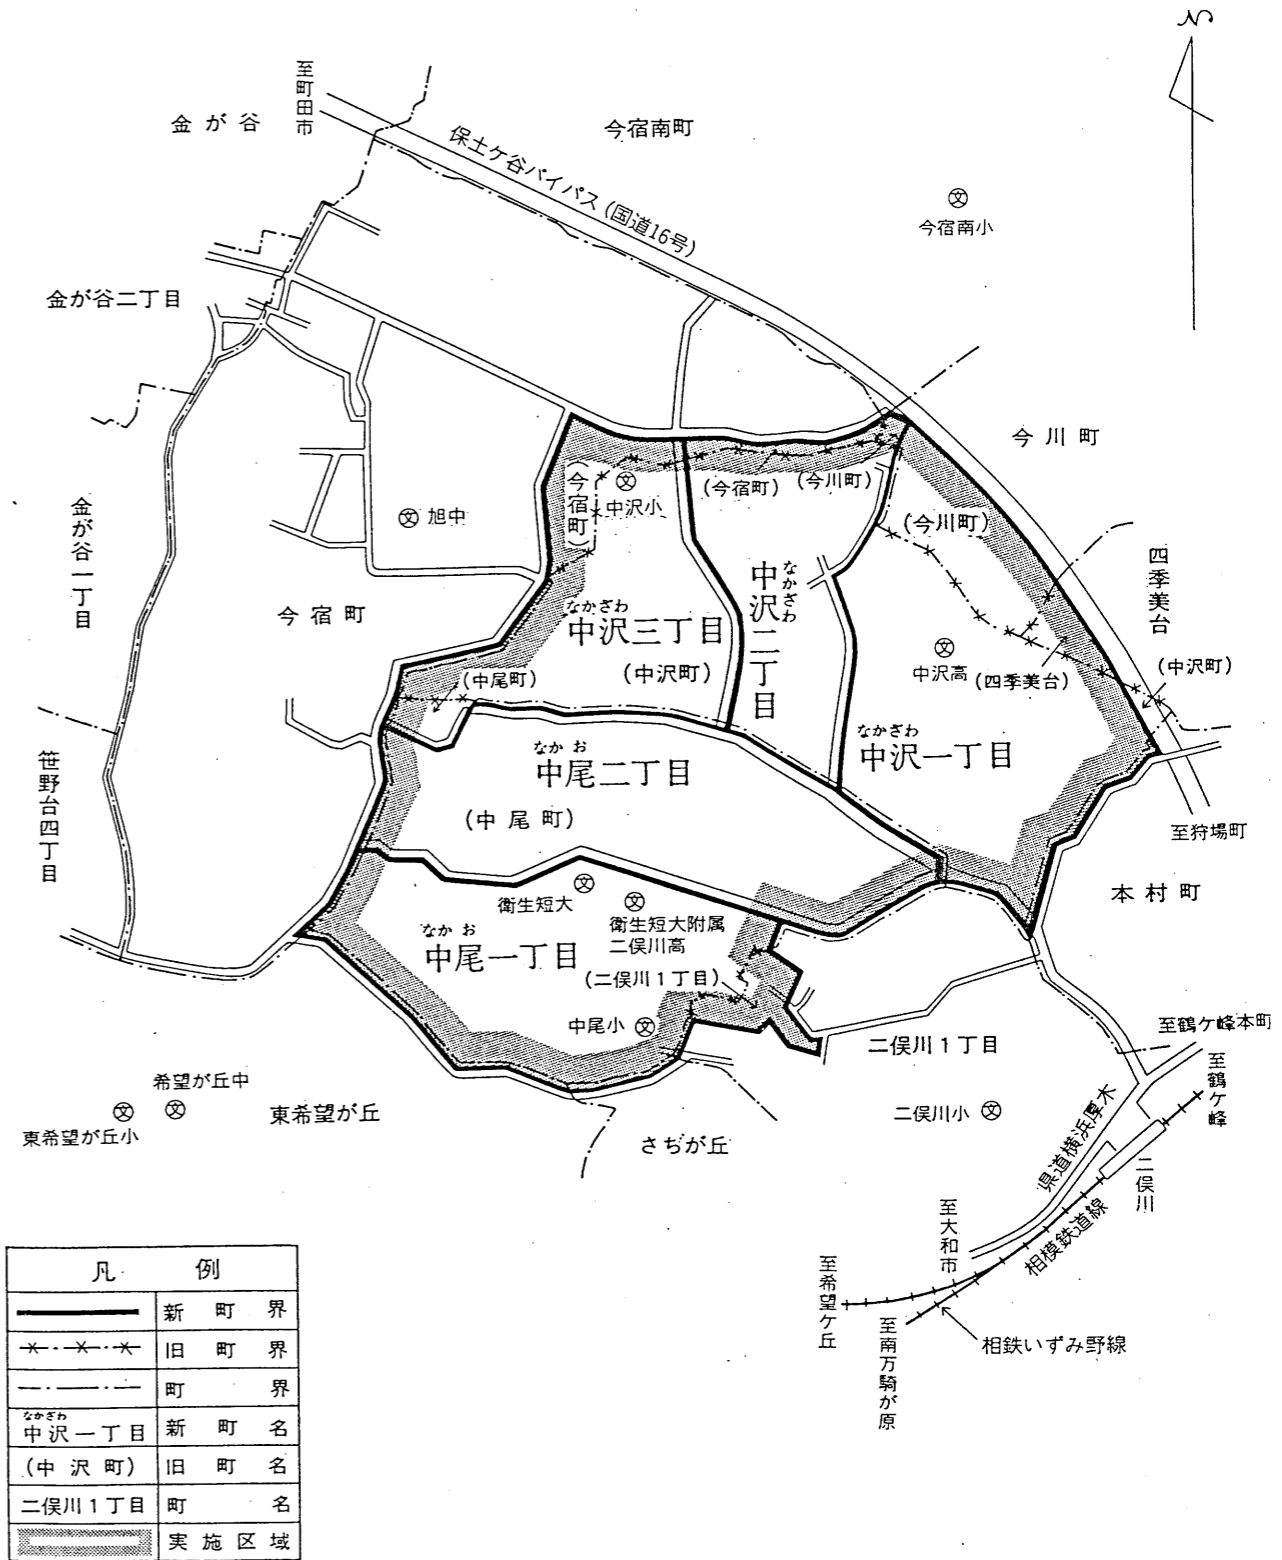 金が谷
至町田市
今宿南町
保土ケ谷バイパス(国道16号)
今宿南小
金が谷二丁目
今川町
金が谷一丁目
旭中
(今宿町)
中沢小
(今宿町)
(今川町)
(今川町)
四季美台
今宿町
なかざわ
中沢三丁目
(中沢町)
なかざわ
中沢二丁目
中沢高
(四季美台)
(中沢町)
(中尾町)
なかざわ
中沢一丁目
笹野台四丁目
なかお
中尾二丁目
(中尾町)
至狩場町
本村町
衛生短大
衛生短大附属
二俣川高
なかお
中尾一丁目
(二俣川1丁目)
中尾小
二俣川1丁目
至鶴ケ峰本町
至鶴ケ峰
希望が丘中
東希望が丘小
東希望が丘
さちが丘
二俣川小
県道横浜厚木
二俣川
相模鉄道線
至大和市
至希望ケ丘
至南万騎が原
相鉄いずみ野線
凡例
新町界
旧町界
町界
なかざわ
中沢一丁目 新町名
(中沢町) 旧町名
二俣川1丁目 町名
実施区域
文
文
文
文
文
文
文
文
文
文